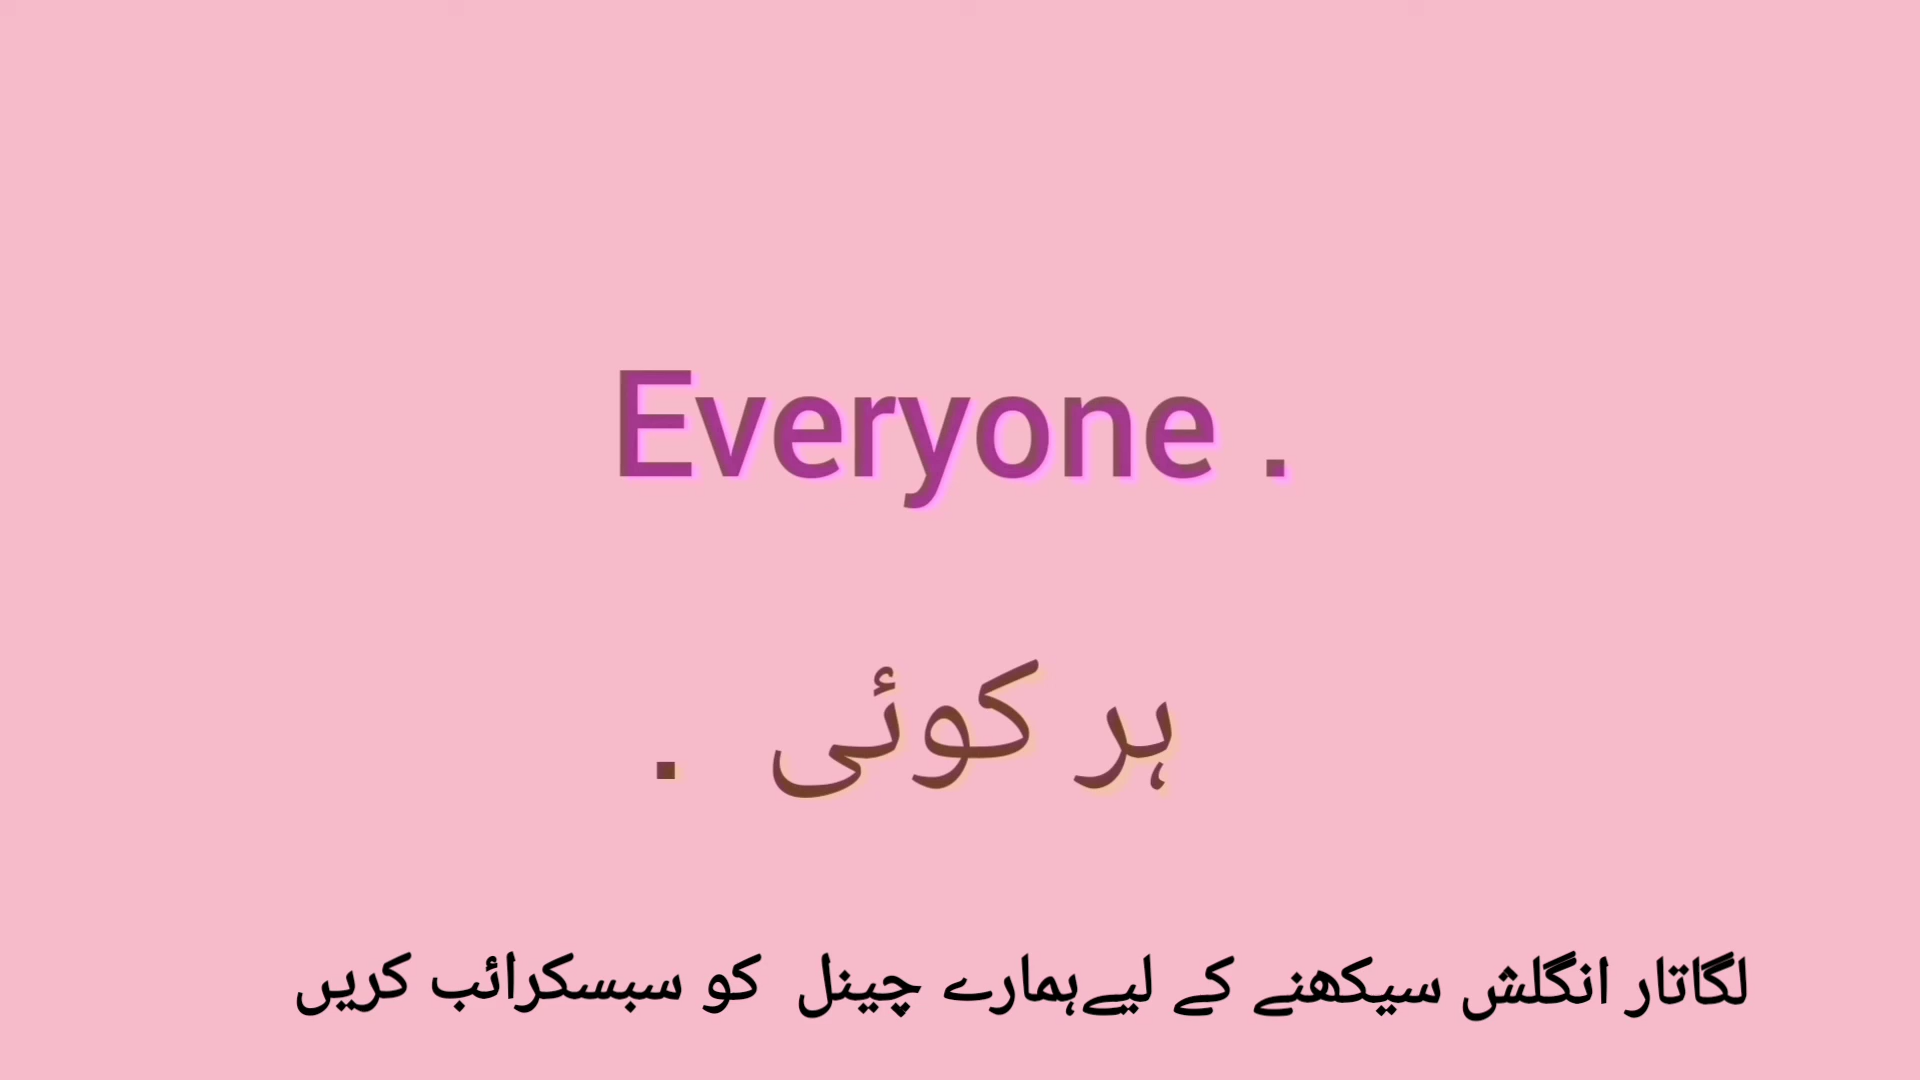 Everyone .
ہر کوئی .
لگاتار انگلش سیکھنے کے لیےہمارے چینل کو سبسکرائب کریں